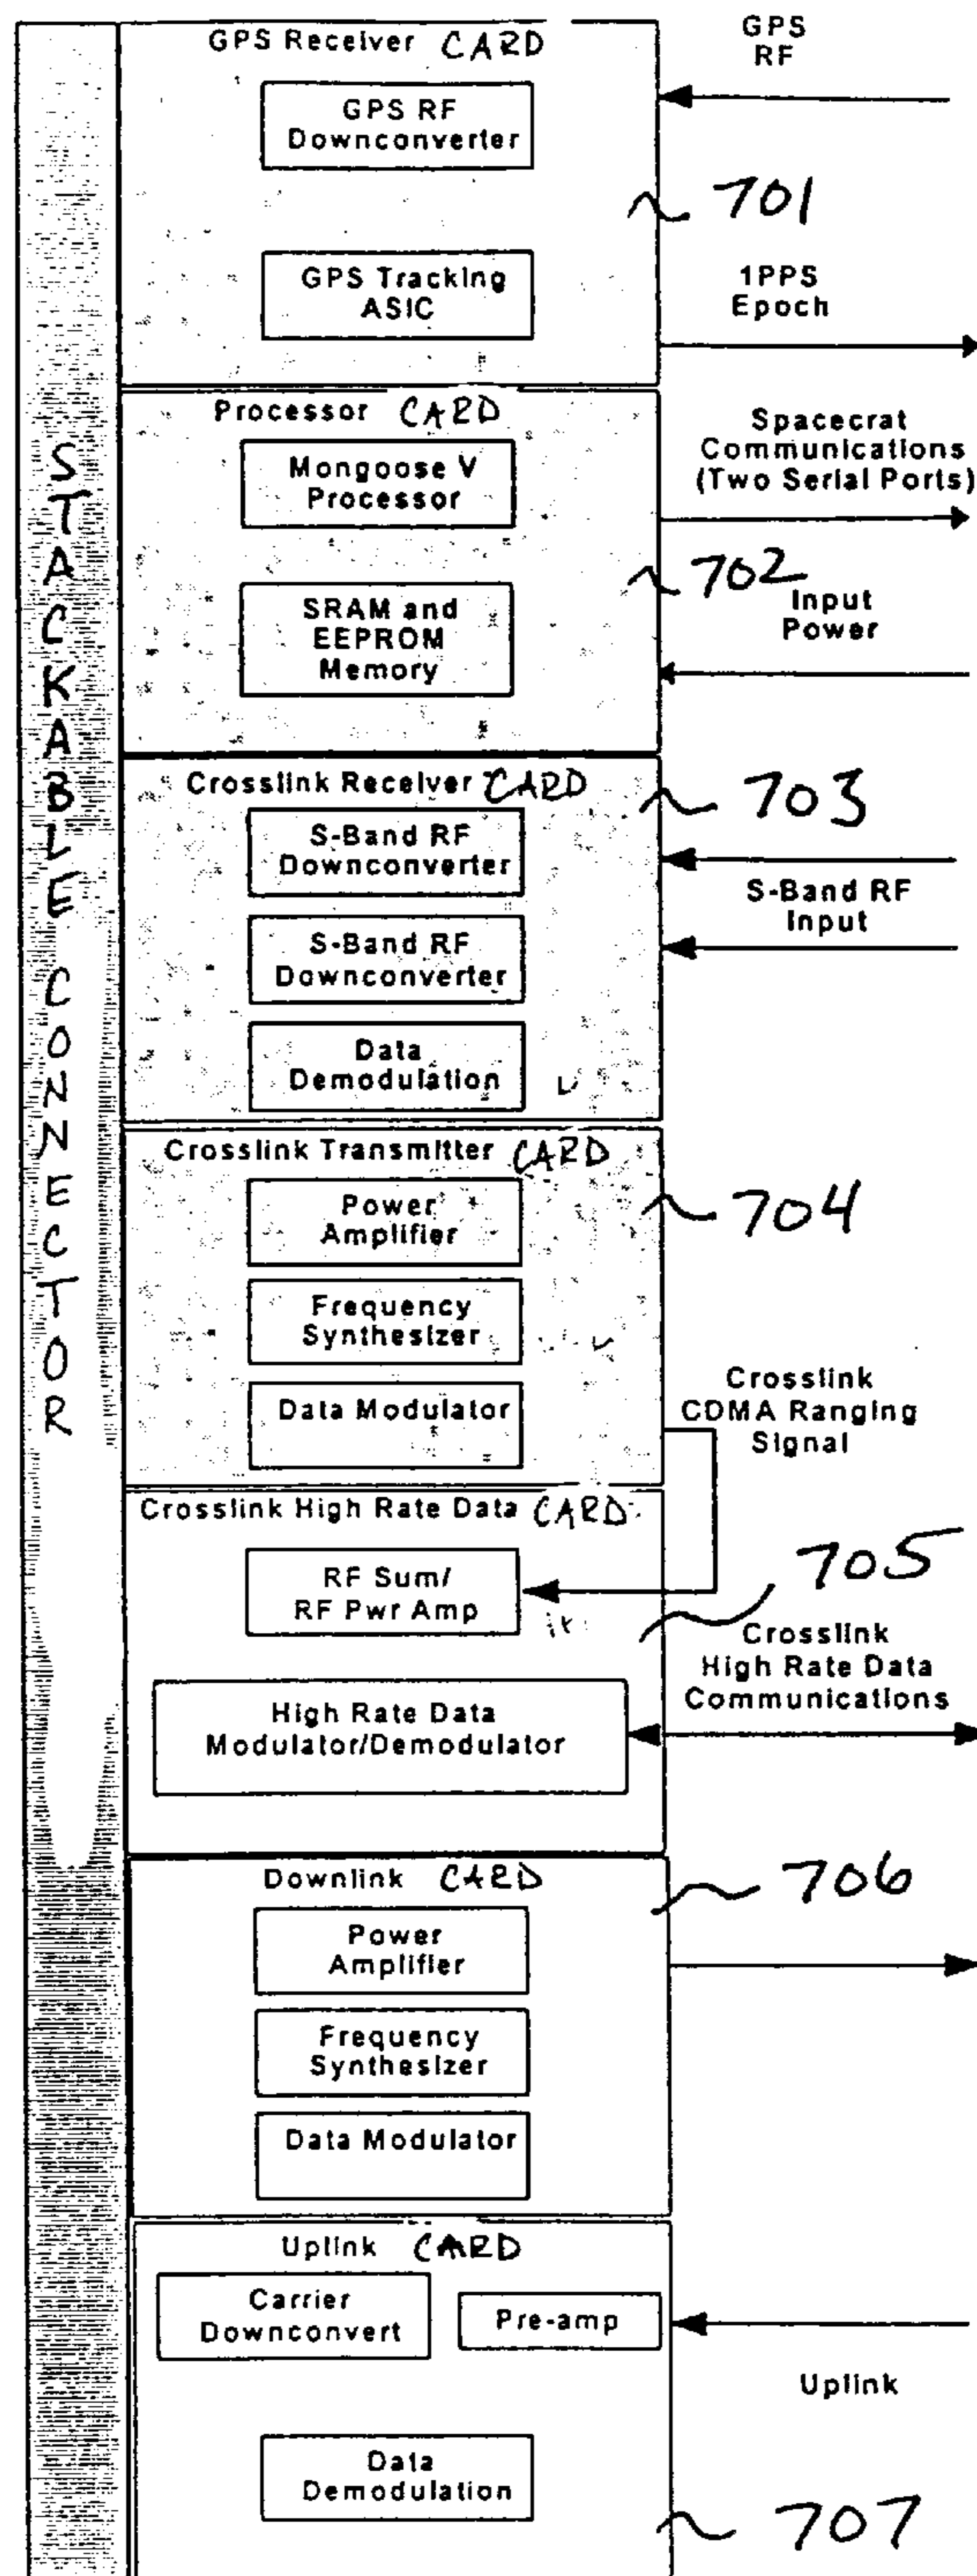 GPS Receiver CARD
GPS RF
Downconverter
GPS Tracking
ASIC
GPS
RF
701
1PPS
Epoch
Processor CARD
Mongoose V
Processor
SRAM and
EEPROM
Memory
Spacecrat
Communications
(Two Serial Ports)
702
Input
Power
STACKABLE CONNECTOR
Crosslink Receiver CARD
S-Band RF
Downconverter
S-Band RF
Downconverter
Data
Demodulation
703
S-Band RF
Input
Crosslink Transmitter CARD
Power
Amplifier
Frequency
Synthesizer
Data Modulator
704
Crosslink
CDMA Ranging
Signal
Crosslink High Rate Data CARD
RF Sum/
RF Pwr Amp
High Rate Data
Modulator/Demodulator
705
Crosslink
High Rate Data
Communications
Downlink CARD
Power
Amplifier
Frequency
Synthesizer
Data Modulator
706
Uplink CARD
Carrier
Downconvert
Pre-amp
Data
Demodulation
Uplink
707